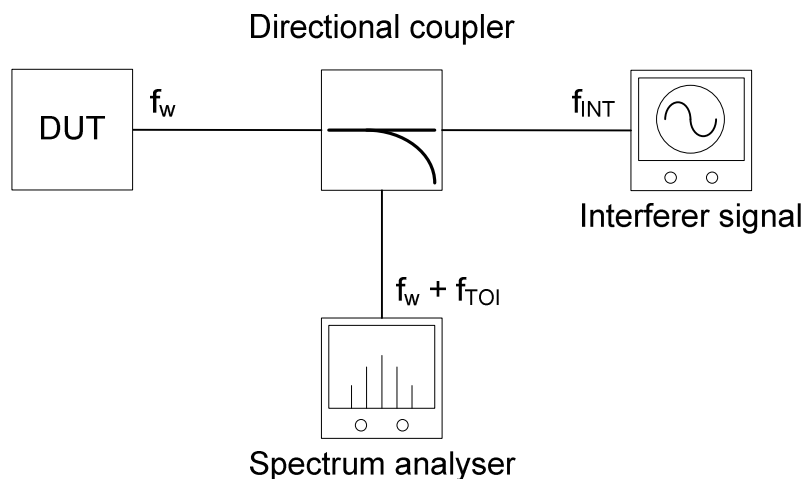 Directional coupler
DUT
fw
fINT
Interferer signal
fw + fTOI
Spectrum analyser